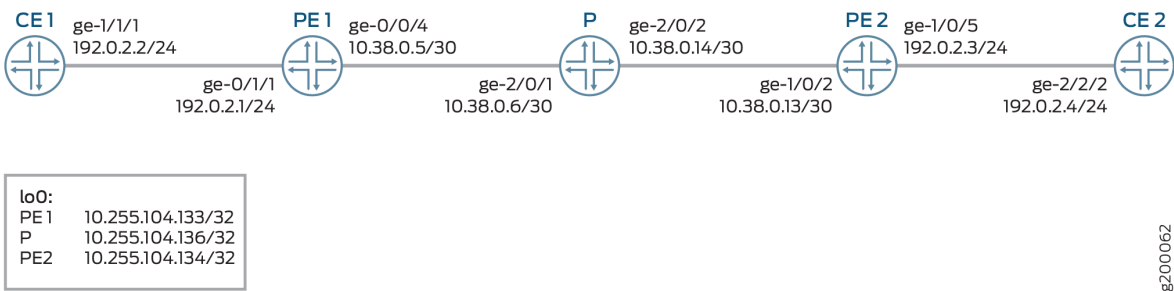 CE 1
ge-1/1/1
192.0.2.2/24
ge-0/1/1
192.0.2.1/24
PE 1
ge-0/0/4
10.38.0.5/30
ge-2/0/1
10.38.0.6/30
P
ge-2/0/2
10.38.0.14/30
ge-1/0/2
10.38.0.13/30
PE 2
ge-1/0/5
192.0.2.3/24
ge-2/2/2
192.0.2.4/24
CE 2
lo0:
PE 1 10.255.104.133/32
P 10.255.104.136/32
PE2 10.255.104.134/32
g200062